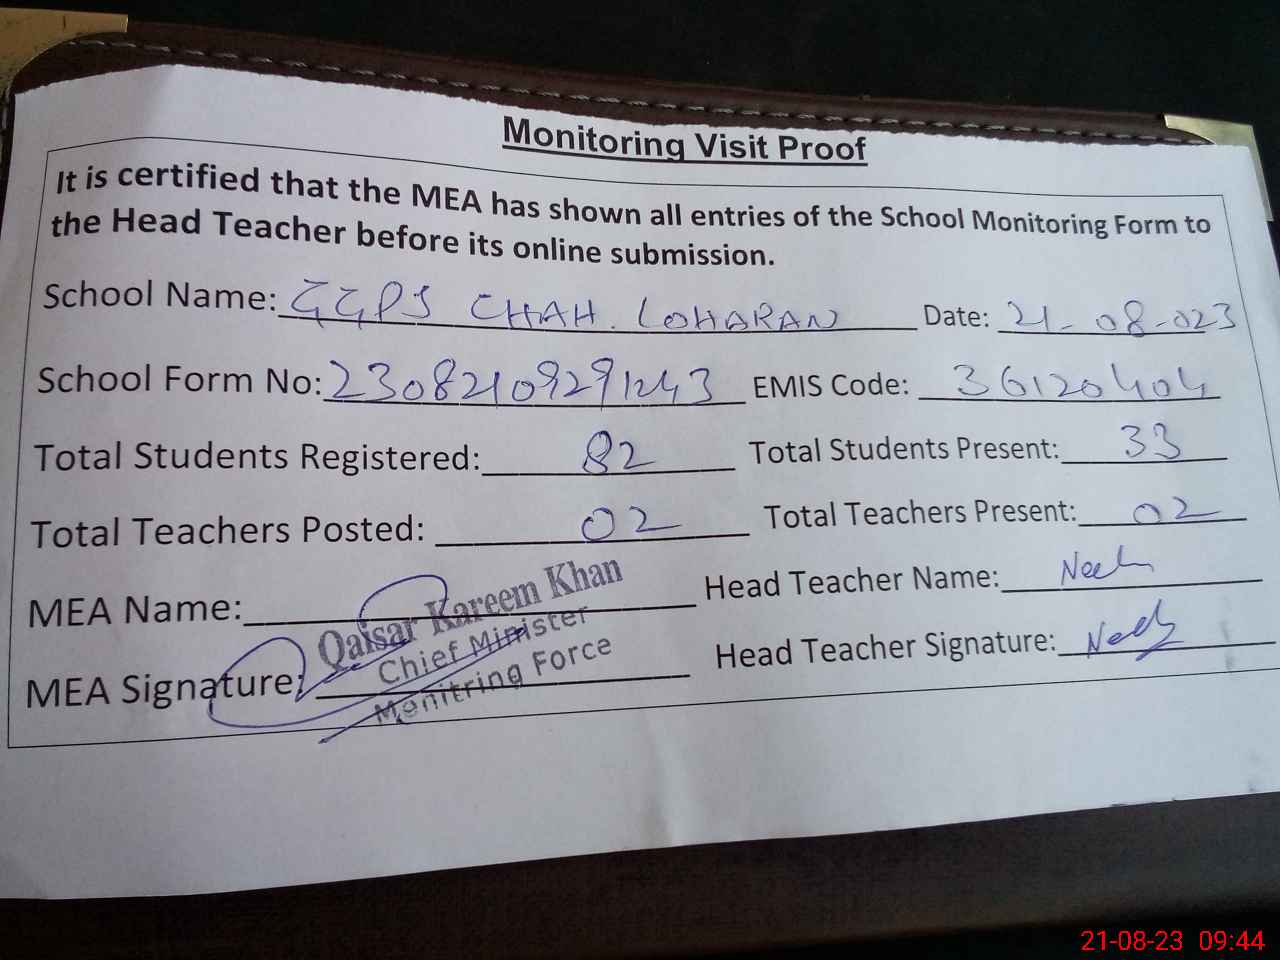 Monitoring Visit Proof
It is certified that the MEA has shown all entries of the School Monitoring Form to
the Head Teacher before its online submission.
School Name: GGPS CHAH. LOHARAN Date: 21-08-023
School Form No: 23082109291243 EMIS Code: 36120404
Total Students Registered: 82 Total Students Present: 33
Total Teachers Posted: 02 Total Teachers Present: 02
MEA Name: Head Teacher Name:
Qaisar Kareem Khan
Chief Minister
Menitring Force
MEA Signature: Head Teacher Signature:
21-08-23 09:44